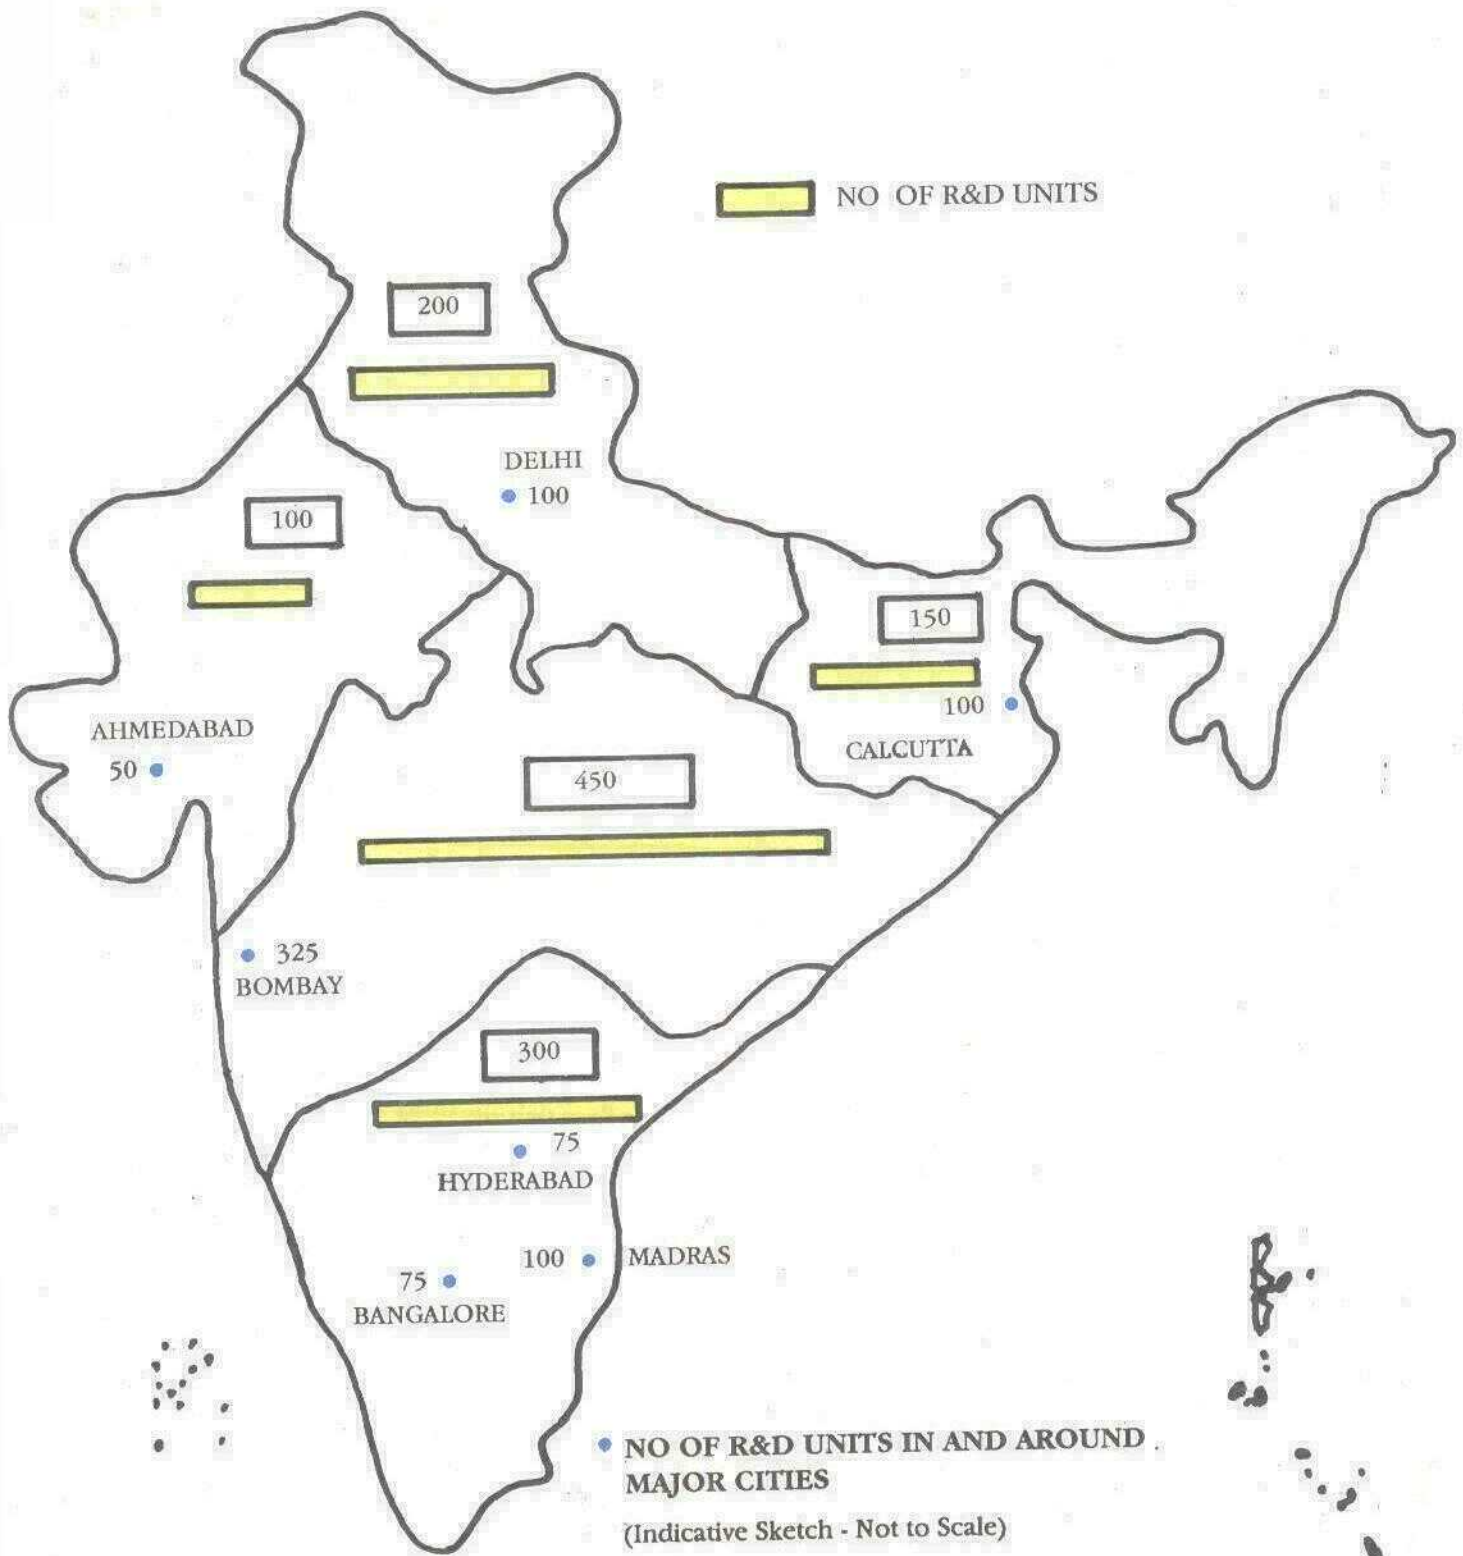 NO OF R&D UNITS
200
DELHI
100
100
150
100
CALCUTTA
AHMEDABAD
50
450
325
BOMBAY
300
75
HYDERABAD
100 MADRAS
75
BANGALORE
NO OF R&D UNITS IN AND AROUND
MAJOR CITIES
(Indicative Sketch - Not to Scale)